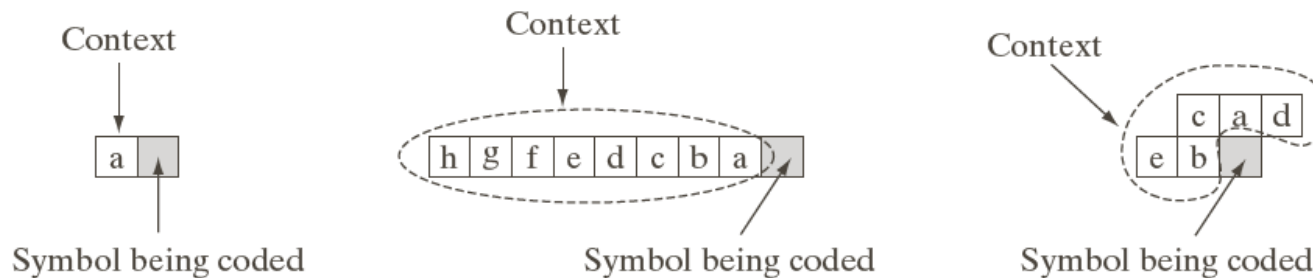 Context
a
Symbol being coded
Context
h g f e d c b a
Symbol being coded
Context
c a d
e b
Symbol being coded